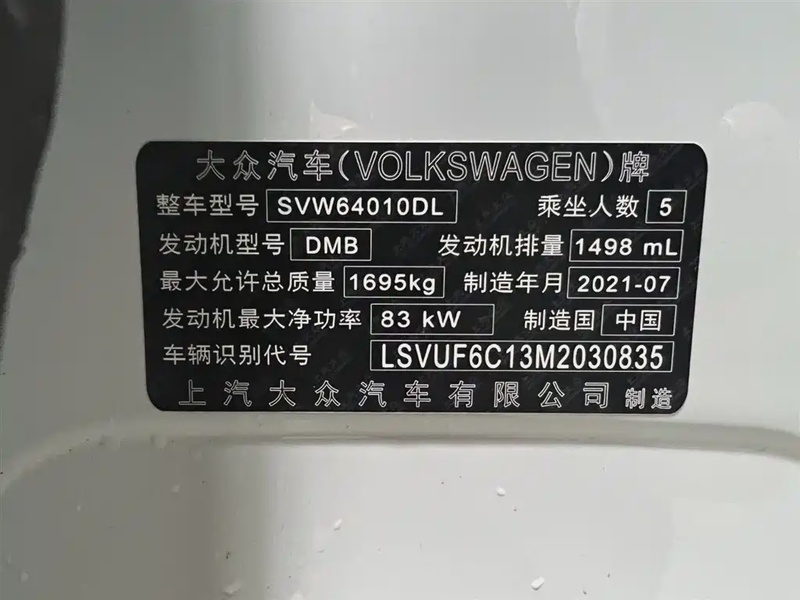 大众汽车(VOLKSWAGEN)牌
整车型号 SVW64010DL 乘坐人数 5
发动机型号 DMB 发动机排量 1498 mL
最大允许总质量 1695kg 制造年月 2021-07
发动机最大净功率 83 kW 制造国 中国
车辆识别代号 LSVUF6C13M2030835
上汽大众汽车有限公司 制造